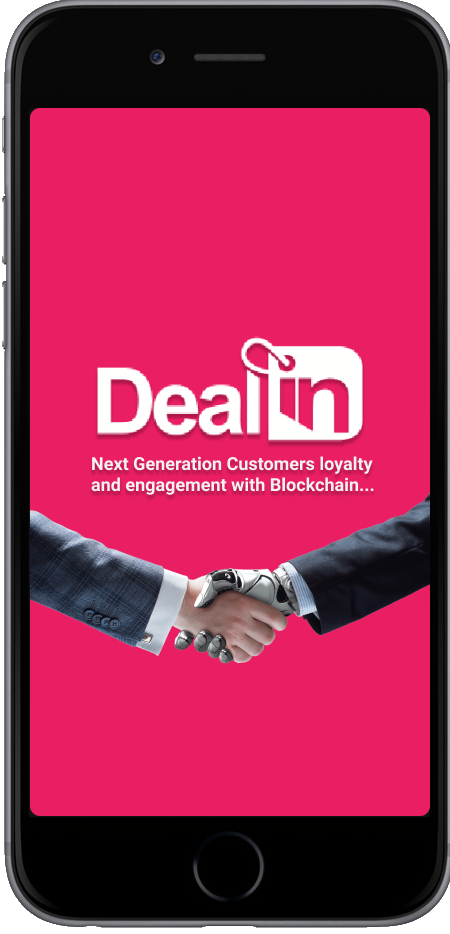 Dealin
Next Generation Customers loyalty
and engagement with Blockchain...